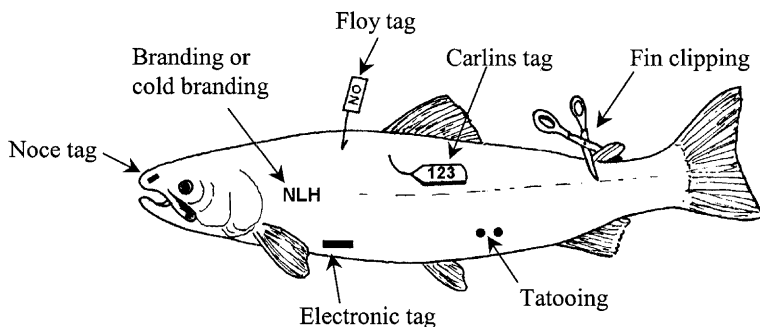 Floy tag
Branding or
cold branding
Carlins tag
Fin clipping
NO
Noce tag
123
NLH
Tatooing
Electronic tag